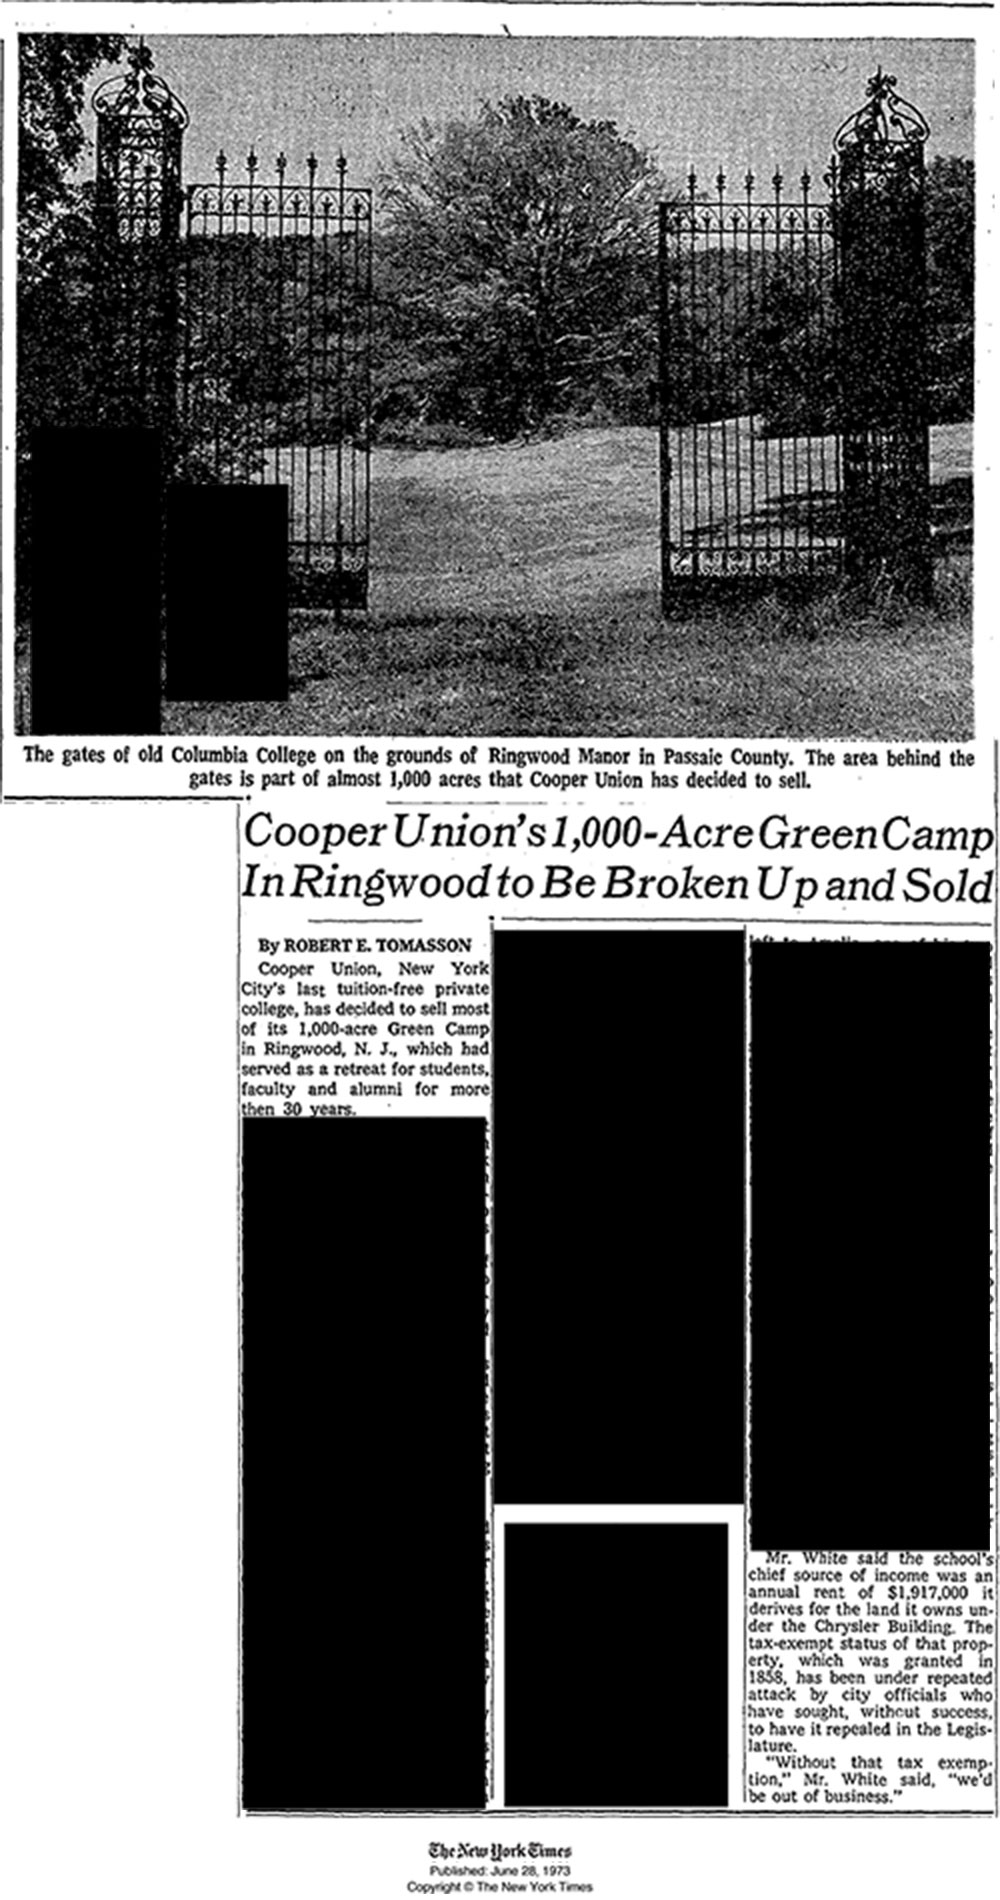 The gates of old Columbia College on the grounds of Ringwood Manor in Passaic County. The area behind the
gates is part of almost 1,000 acres that Cooper Union has decided to sell.
Cooper Union's 1,000-Acre Green Camp
In Ringwood to Be Broken Up and Sold
By ROBERT E. TOMASSON
Cooper Union, New York
City's last tuition-free private
college, has decided to sell most
of its 1,000-acre Green Camp
in Ringwood, N. J., which had
served as a retreat for students,
faculty and alumni for more
then 30 years.
Mr. White said the school's
chief source of income was an
annual rent of $1,917,000 it
derives for the land it owns un-
der the Chrysler Building. The
tax-exempt status of that prop-
erty, which was granted in
1858, has been under repeated
attack by city officials who
have sought, without success,
to have it repealed in the Legis-
lature.
"Without that tax exemp-
tion," Mr. White said, "we'd
be out of business."
The New York Times
Published: June 28, 1973
Copyright © The New York Times